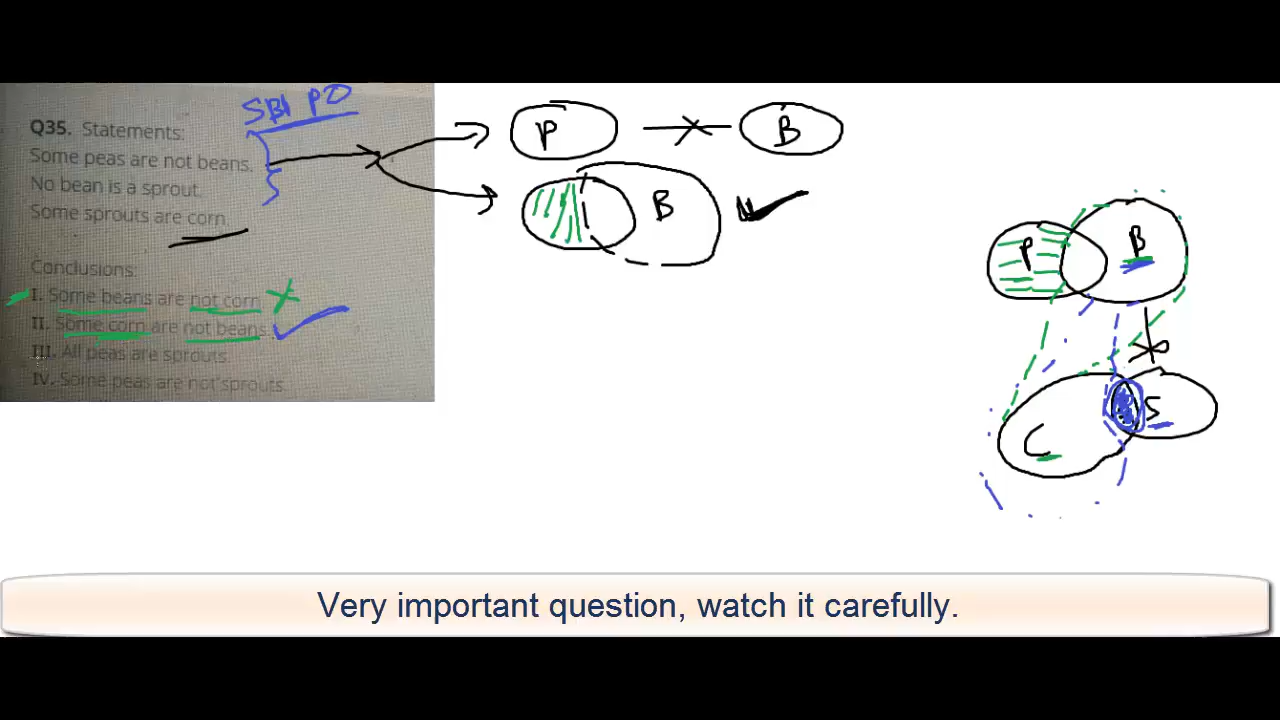 SBI PO
Q35. Statements:
Some peas are not beans.
No bean is a sprout.
Some sprouts are corn.
Conclusions:
I. Some beans are not corn
II. Some corn are not beans.
III. All peas are sprouts.
IV. Some peas are not sprouts.
P B
B
P B
C S
Very important question, watch it carefully.